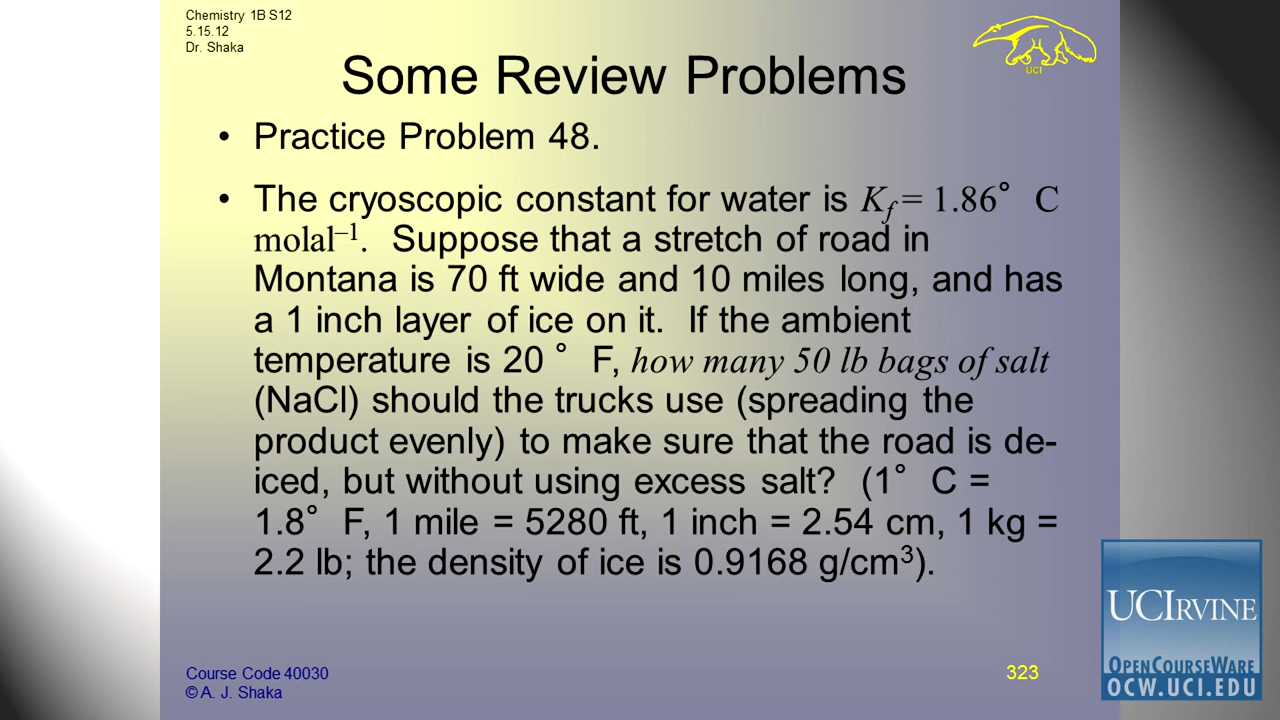 Chemistry 1B S12
5.15.12
Dr. Shaka
UCI
Some Review Problems
• Practice Problem 48.
• The cryoscopic constant for water is K_f = 1.86° C
molal⁻¹. Suppose that a stretch of road in
Montana is 70 ft wide and 10 miles long, and has
a 1 inch layer of ice on it. If the ambient
temperature is 20 ° F, how many 50 lb bags of salt
(NaCl) should the trucks use (spreading the
product evenly) to make sure that the road is de-
iced, but without using excess salt? (1° C =
1.8° F, 1 mile = 5280 ft, 1 inch = 2.54 cm, 1 kg =
2.2 lb; the density of ice is 0.9168 g/cm³).
Course Code 40030
© A. J. Shaka
323
UCIRVINE
OPENCOURSEWARE
OCW.UCI.EDU